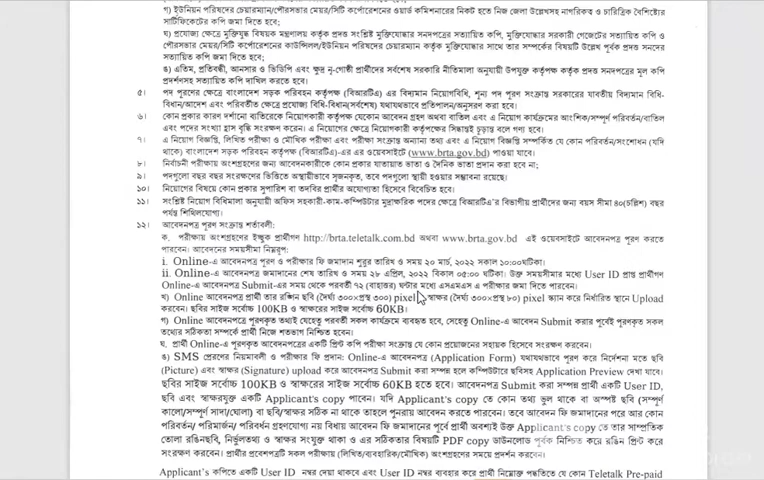 গ) ইউনিয়ন পরিষদের চেয়ারম্যান/পৌরসভার মেয়র/সিটি কর্পোরেশনের ওয়ার্ড কমিশনারের নিকট হতে নিজ জেলা উল্লেখসহ নাগরিকত্ব ও চারিত্রিক বৈশিষ্ট্যের
সার্টিফিকেটের কপি জমা দিতে হবে;
ঘ) প্রযোজ্য ক্ষেত্রে মুক্তিযুদ্ধ বিষয়ক মন্ত্রণালয় কর্তৃক প্রদত্ত সংশ্লিষ্ট মুক্তিযোদ্ধার সনদপত্রের সত্যায়িত কপি, মুক্তিযোদ্ধার সরকারী গেজেটের সত্যায়িত কপি ও
পৌরসভার মেয়র/সিটি কর্পোরেশনের কাউন্সিলর/ইউনিয়ন পরিষদের চেয়ারম্যান কর্তৃক মুক্তিযোদ্ধার সাথে তার সম্পর্কের বিষয়টি উল্লেখ পূর্বক প্রদত্ত সনদের
সত্যায়িত কপি জমা দিতে হবে;
ঙ) এতিম, প্রতিবন্ধী, আনসার ও ভিডিপি এবং ক্ষুদ্র নৃ-গোষ্ঠী প্রার্থীদের সর্বশেষ সরকারি নীতিমালা অনুযায়ী উপযুক্ত কর্তৃপক্ষ কর্তৃক প্রদত্ত সনদপত্রের মূল কপি
প্রদর্শনসহ সত্যায়িত কপি দাখিল করতে হবে।
৫। পদ পূরণের ক্ষেত্রে বাংলাদেশ সড়ক পরিবহন কর্তৃপক্ষ (বিআরটিএ) এর বিদ্যমান নিয়োগবিধি, শূন্য পদ পূরণ সংক্রান্ত সরকারের যাবতীয় বিদ্যমান বিধি-
বিধান/আদেশ এবং পরিবর্তীত ক্ষেত্রে প্রযোজ্য বিধি-বিধান(সর্বশেষ) যথাযথভাবে প্রতিপালন/অনুসরণ করা হবে।
৬। কোন প্রকার কারণ দর্শানো ব্যতিরেকে নিয়োগকারী কর্তৃপক্ষ যেকোন আবেদন গ্রহণ অথবা বাতিল এবং এ নিয়োগ কার্যক্রমের আংশিক/সম্পূর্ণ পরিবর্তন/বাতিল
এবং পদের সংখ্যা হ্রাস বৃদ্ধি সংরক্ষণ করেন। এ নিয়োগের ক্ষেত্রে নিয়োগকারী কর্তৃপক্ষের সিদ্ধান্তই চূড়ান্ত বলে গণ্য হবে।
৭। এ নিয়োগ বিজ্ঞপ্তি, লিখিত পরীক্ষা ও মৌখিক পরীক্ষা এবং পরীক্ষা সংক্রান্ত অন্যান্য তথ্য এবং এ নিয়োগ বিজ্ঞপ্তি সম্পর্কিত যে কোন পরিবর্তন/সংশোধন (যদি
থাকে) বাংলাদেশ সড়ক পরিবহন কর্তৃপক্ষ (বিআরটিএ)-এর এর ওয়েবসাইটে (www.brta.gov.bd) পাওয়া যাবে।
৮। নির্বাচনী পরীক্ষায় অংশগ্রহণের জন্য আবেদনকারীকে কোন প্রকার যাতায়াত ভাতা ও দৈনিক ভাতা প্রদান করা হবে না।
৯। পদগুলো বছর বছর সংরক্ষণের ভিত্তিতে অস্থায়ীভাবে সৃজনকৃত, তবে পদগুলো স্থায়ী হওয়ার সম্ভাবনা রয়েছে।
১০। নিয়োগের বিষয়ে কোন প্রকার সুপারিশ বা তদবির প্রার্থীর অযোগ্যতা হিসেবে বিবেচিত হবে।
১১। সংশ্লিষ্ট নিয়োগ বিধিমালা অনুযায়ী অফিস সহকারী-কাম-কম্পিউটার মুদ্রাক্ষরিক পদের ক্ষেত্রে বিআরটিএ'র বিভাগীয় প্রার্থীদের জন্য বয়স সীমা ৪০(চল্লিশ) বছর
পর্যন্ত শিথিলযোগ্য।
১২। আবেদনপত্র পূরণ সংক্রান্ত শর্তাবলী:
ক. পরীক্ষায় অংশগ্রহণের ইচ্ছুক প্রার্থীগণ http://brta.teletalk.com.bd অথবা www.brta.gov.bd এই ওয়েবসাইটে আবেদনপত্র পূরণ করতে
পারবেন। আবেদনের সময়সীমা নিম্নরূপ:
i. Online-এ আবেদনপত্র পূরণ ও পরীক্ষার ফি জমাদান শুরুর তারিখ ও সময় ২০ মার্চ, ২০২২ সকাল ১০:০০ঘটিকা।
ii. Online-এ আবেদনপত্র জমাদানের শেষ তারিখ ও সময় ২৮ এপ্রিল, ২০২২ বিকাল ০৫:০০ ঘটিকা। উক্ত সময়সীমার মধ্যে User ID প্রাপ্ত প্রার্থীগণ
Online-এ আবেদনপত্র Submit-এর সময় থেকে পরবর্তী ৭২ (বাহাত্তর) ঘন্টার মধ্যে এসএমএস এ পরীক্ষার জমা দিতে পারবেন।
খ) Online আবেদনপত্র প্রার্থী তার রঙ্গিন ছবি (দৈর্ঘ্য ৩০০×প্রস্থ ৩০০) pixel ও স্বাক্ষর (দৈর্ঘ্য ৩০০×প্রস্থ ৮০) pixel স্ক্যান করে নির্ধারিত স্থানে Upload
করবেন। ছবির সাইজ সর্বোচ্চ 100KB ও স্বাক্ষরের সাইজ সর্বোচ্চ 60KB।
গ) Online আবেদনপত্রে পূরণকৃত তথ্যই যেহেতু পরবর্তী সকল কার্যক্রমে ব্যবহৃত হবে, সেহেতু Online-এ আবেদন Submit করার পূর্বেই পূরণকৃত সকল
তথ্যের সঠিকতা সম্পর্কে প্রার্থী নিজে শতভাগ নিশ্চিত হবেন।
ঘ. প্রার্থী Online-এ পূরণকৃত আবেদনপত্রের একটি প্রিন্ট কপি পরীক্ষা সংক্রান্ত যে কোন প্রয়োজনের সহায়ক হিসেবে সংরক্ষণ করবেন।
ঙ) SMS প্রেরণের নিয়মাবলী ও পরীক্ষার ফি প্রদান: Online-এ আবেদনপত্র (Application Form) যথাযথভাবে পূরণ করে নির্দেশনা মতে ছবি
(Picture) এবং স্বাক্ষর (Signature) upload করে আবেদনপত্র Submit করা সম্পন্ন হলে কম্পিউটারে ছবিসহ Application Preview দেখা যাবে।
ছবির সাইজ সর্বোচ্চ 100KB ও স্বাক্ষরের সাইজ সর্বোচ্চ 60KB হতে হবে। আবেদনপত্র Submit করা সম্পন্ন প্রার্থী একটি User ID,
ছবি এবং স্বাক্ষরযুক্ত একটি Applicant's copy পাবেন। যদি Applicant's copy তে কোন তথ্য ভুল থাকে বা অস্পষ্ট ছবি (সম্পূর্ণ
কালো/সম্পূর্ণ সাদা/ঘোলা) বা ছবি/স্বাক্ষর সঠিক না থাকে তাহলে পুনরায় আবেদন করতে পারবেন। তবে আবেদন ফি জমাদানের পরে আর কোন
পরিবর্তন/ পরিমার্জন/ পরিবর্ধন গ্রহণযোগ্য নয় বিধায় আবেদন ফি জমাদানের পূর্বে প্রার্থী অবশ্যই উক্ত Applicant's copy তে তার সাম্প্রতিক
তোলা রঙিনছবি, নির্ভুলতথ্য ও স্বাক্ষর সংযুক্ত থাকা ও এর সঠিকতার বিষয়টি PDF copy ডাউনলোড পূর্বক নিশ্চিত করে রঙিন প্রিন্ট করে
সংরক্ষণ করবেন। প্রার্থীর প্রবেশপত্রটি সকল পরীক্ষায় (লিখিত/ব্যবহারিক/মৌখিক) অংশগ্রহণের সময়ে প্রদর্শন করবেন।
Applicant's কপিতে একটি User ID নম্বর দেয়া থাকবে এবং User ID নম্বর ব্যবহার করে প্রার্থী নিম্নোক্ত পদ্ধতিতে যে কোন Teletalk Pre-paid